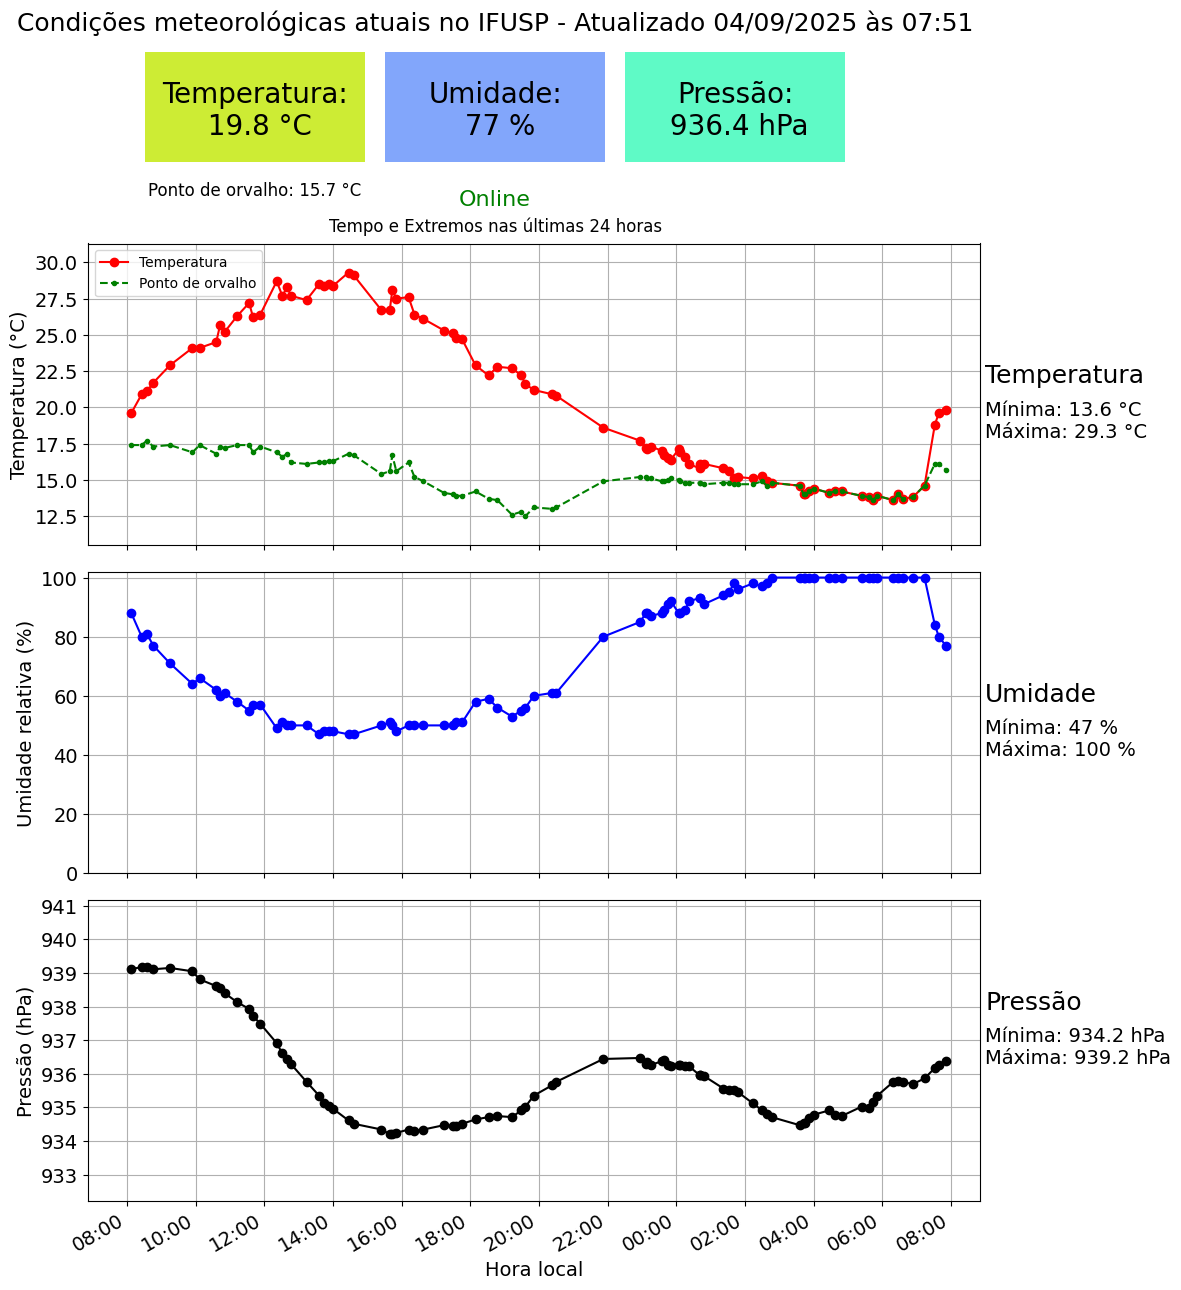 Condições meteorológicas atuais no IFUSP - Atualizado 04/09/2025 às 07:51
Temperatura:
19.8 °C
Umidade:
77 %
Pressão:
936.4 hPa
Ponto de orvalho: 15.7 °C
Online
Tempo e Extremos nas últimas 24 horas
Temperatura
Ponto de orvalho
Temperatura (°C)
30.0
27.5
25.0
22.5
20.0
17.5
15.0
12.5
Temperatura
Mínima: 13.6 °C
Máxima: 29.3 °C
Umidade relativa (%)
100
80
60
40
20
0
Umidade
Mínima: 47 %
Máxima: 100 %
Pressão (hPa)
941
940
939
938
937
936
935
934
933
Pressão
Mínima: 934.2 hPa
Máxima: 939.2 hPa
08:00 10:00 12:00 14:00 16:00 18:00 20:00 22:00 00:00 02:00 04:00 06:00 08:00
Hora local